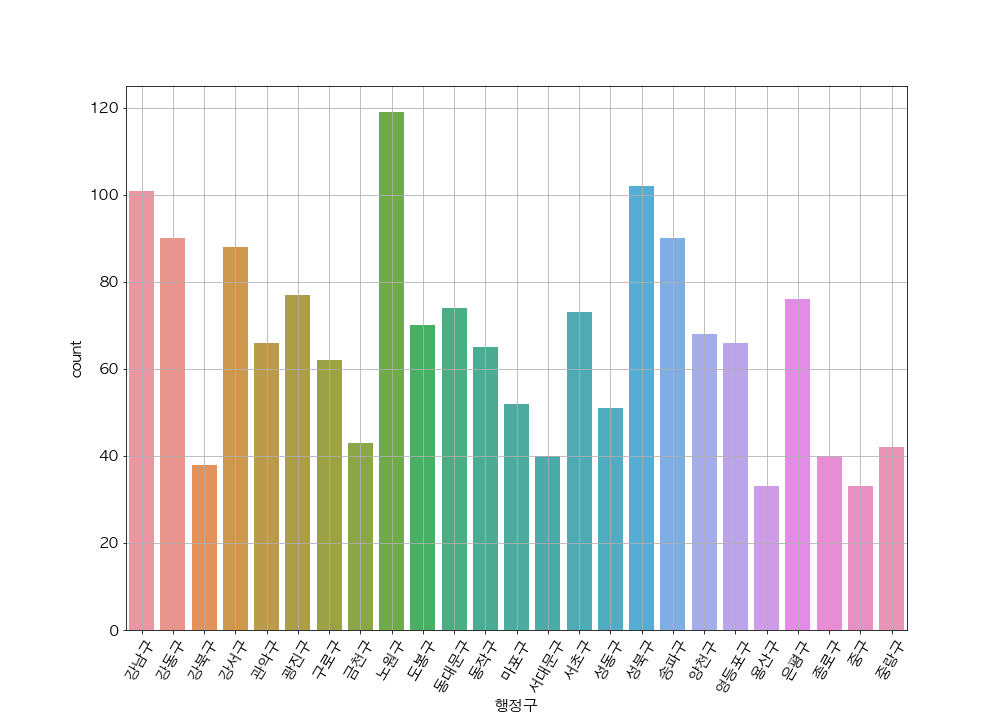 120
100
80
60
40
20
0
count
강남구
강동구
강북구
강서구
관악구
광진구
구로구
금천구
노원구
도봉구
동대문구
동작구
마포구
서대문구
서초구
성동구
성북구
송파구
양천구
영등포구
용산구
은평구
종로구
중구
중랑구
행정구